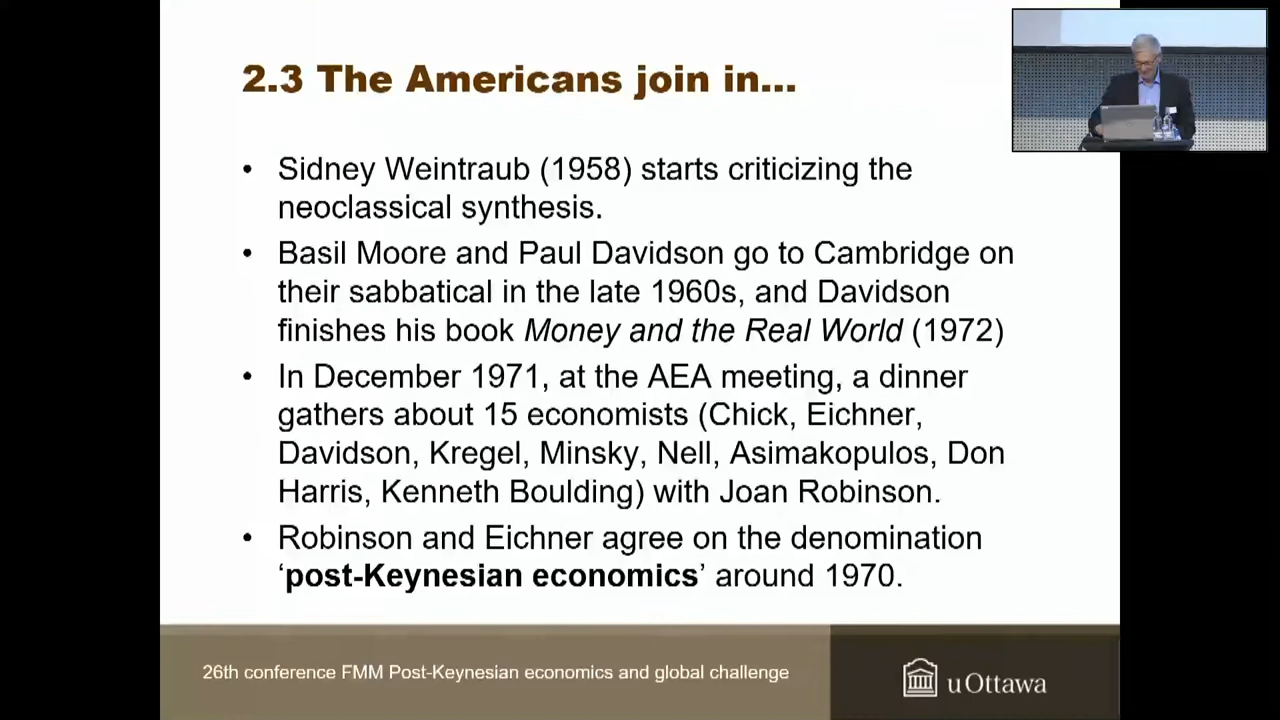 2.3 The Americans join in...
• Sidney Weintraub (1958) starts criticizing the
neoclassical synthesis.
• Basil Moore and Paul Davidson go to Cambridge on
their sabbatical in the late 1960s, and Davidson
finishes his book Money and the Real World (1972)
• In December 1971, at the AEA meeting, a dinner
gathers about 15 economists (Chick, Eichner,
Davidson, Kregel, Minsky, Nell, Asimakopulos, Don
Harris, Kenneth Boulding) with Joan Robinson.
• Robinson and Eichner agree on the denomination
‘post-Keynesian economics’ around 1970.
26th conference FMM Post-Keynesian economics and global challenge
uOttawa